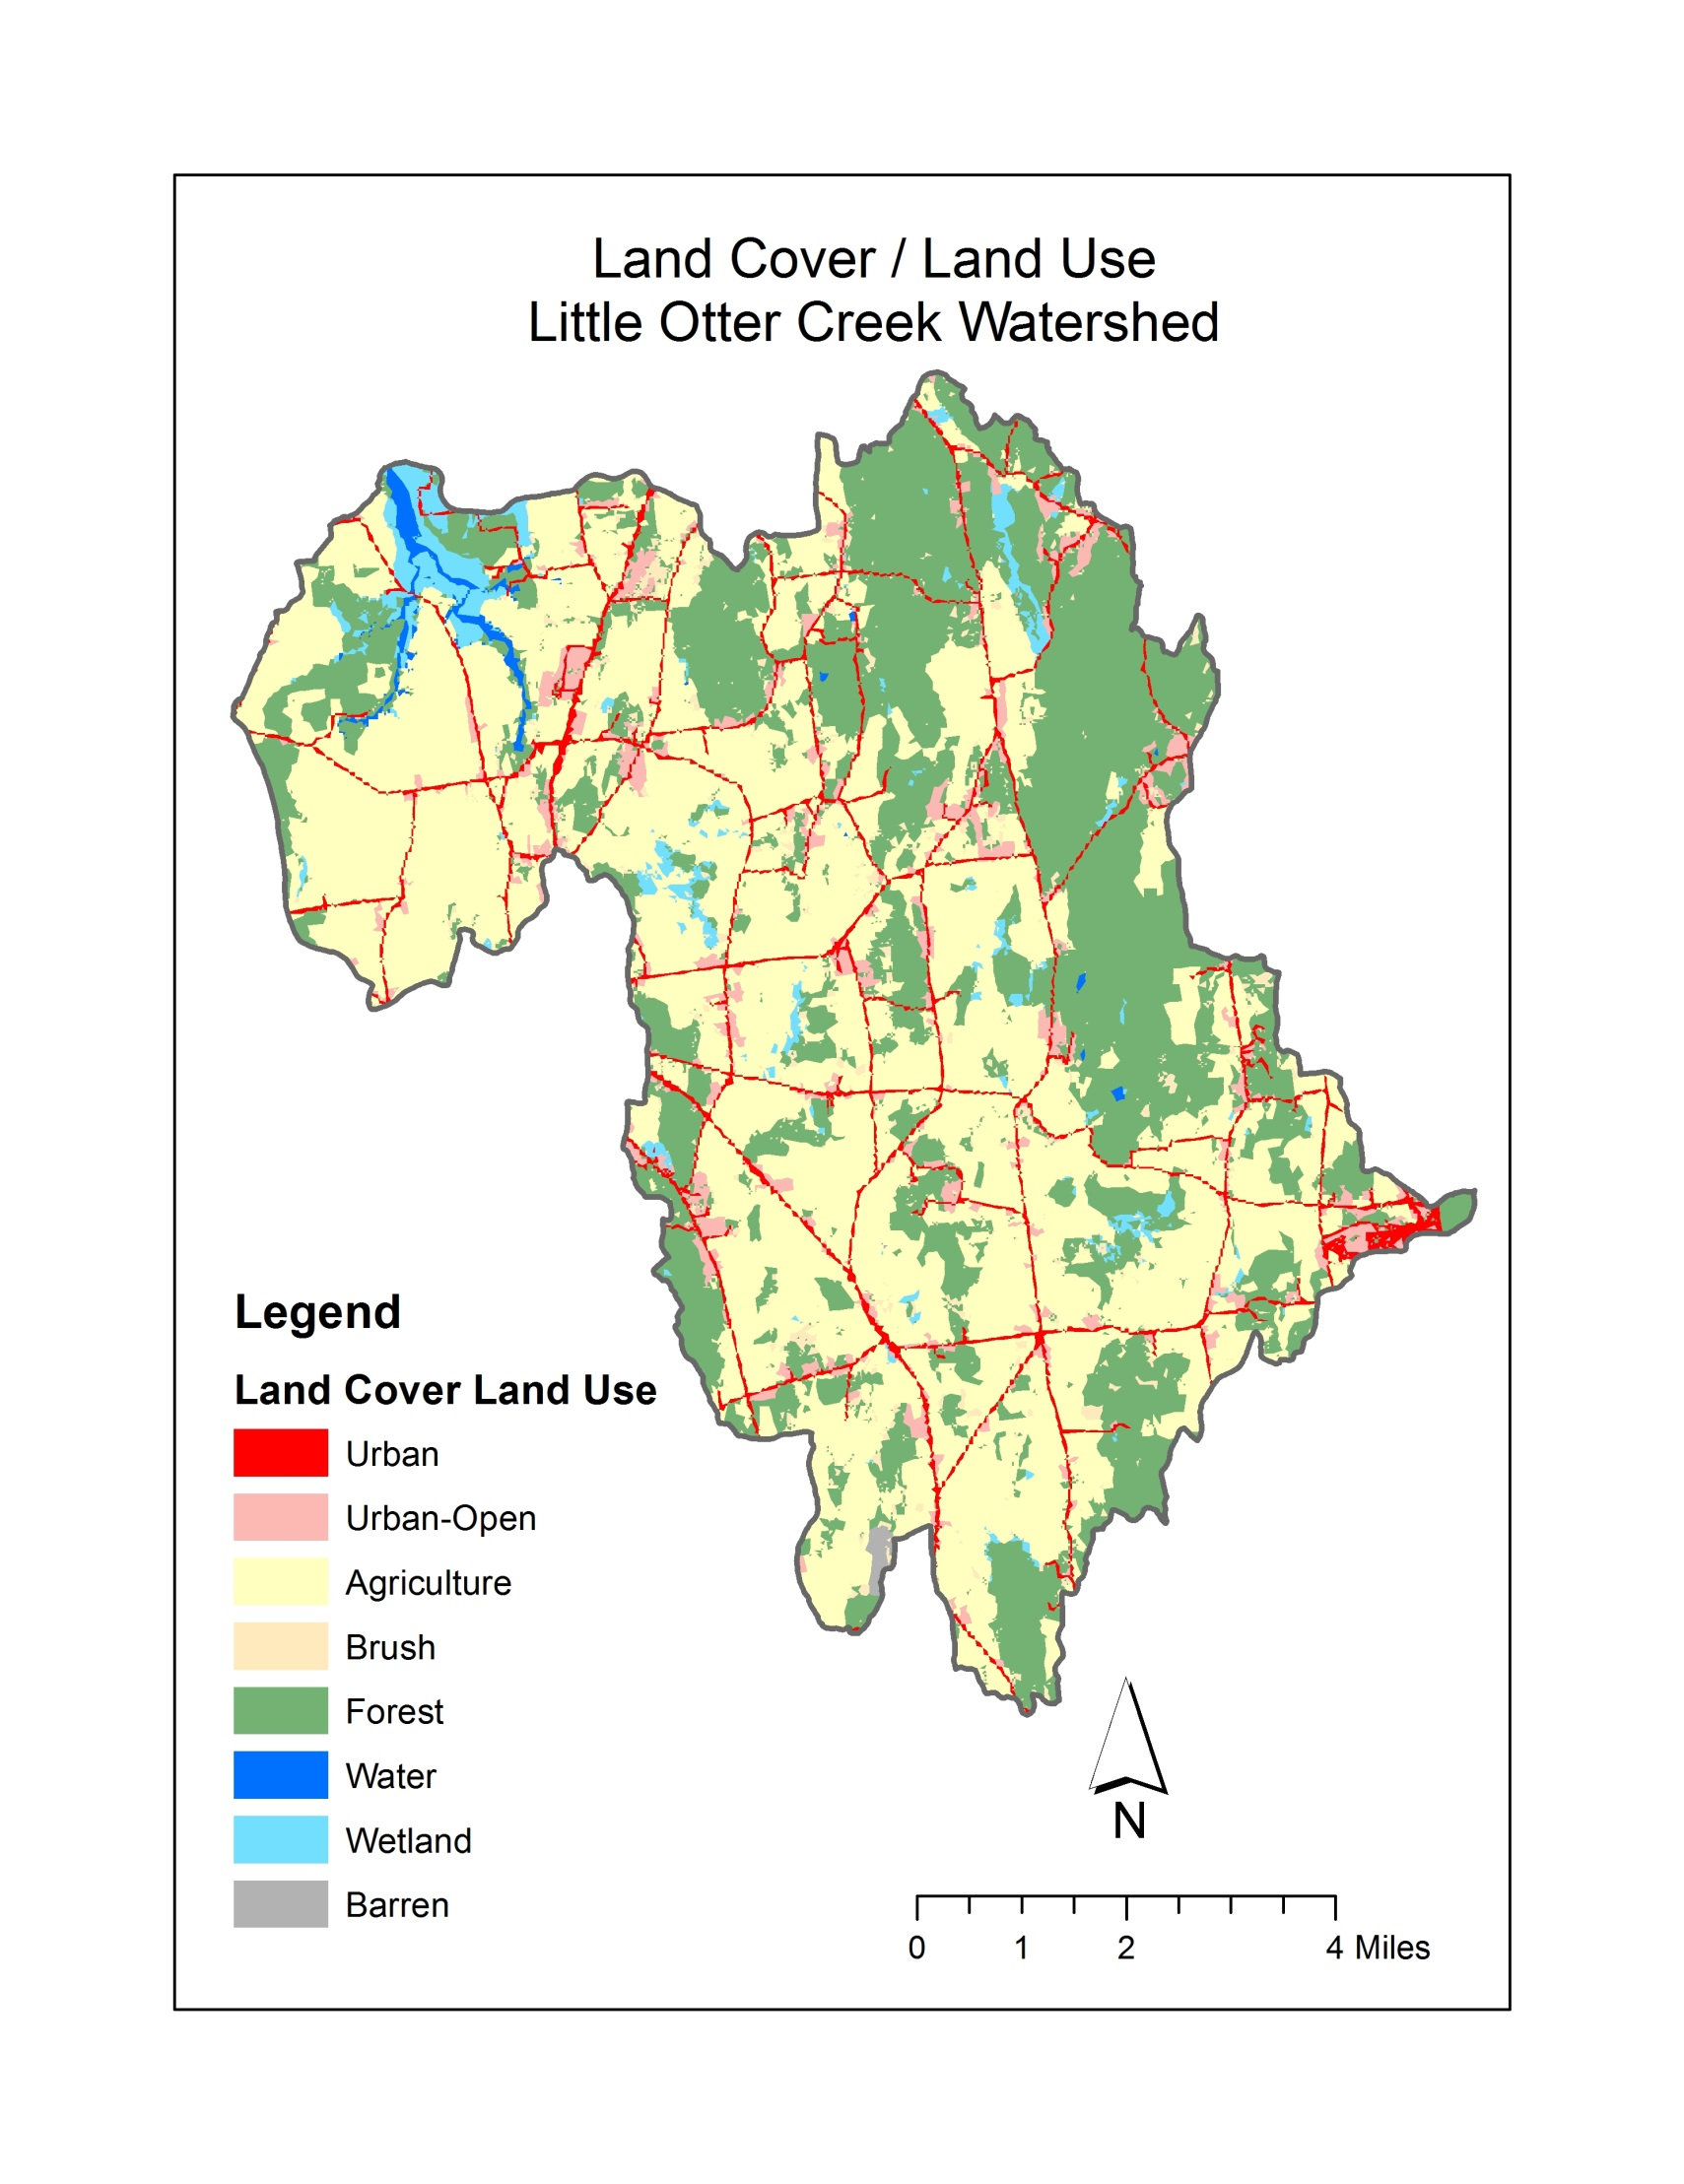 Land Cover / Land Use
Little Otter Creek Watershed
Legend
Land Cover Land Use
Urban
Urban-Open
Agriculture
Brush
Forest
Water
Wetland
Barren
N
0 1 2 4 Miles